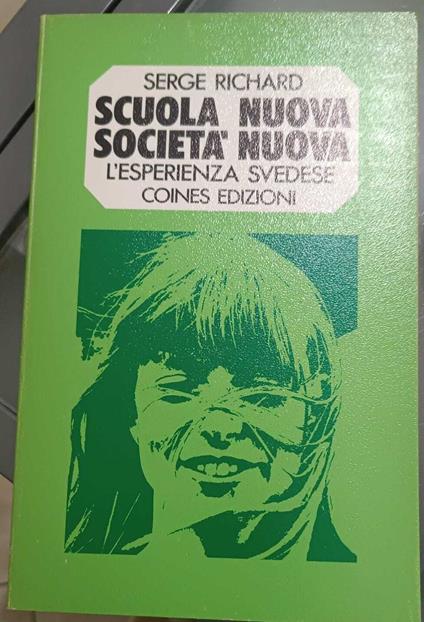 SERGE RICHARD
SCUOLA NUOVA
SOCIETA' NUOVA
L'ESPERIENZA SVEDESE
COINES EDIZIONI